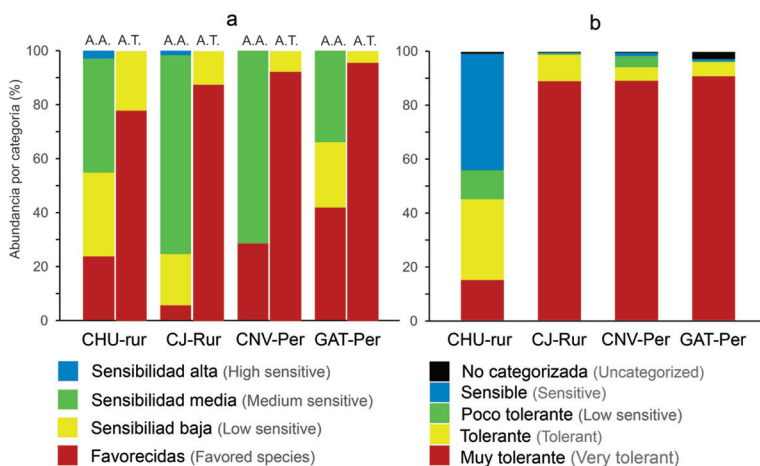 a
b
A.A. A.T. A.A. A.T. A.A. A.T. A.A. A.T.
Abundancia por categoría (%)
100
80
60
40
20
0
100
80
60
40
20
0
CHU-rur CJ-Rur CNV-Per GAT-Per
CHU-rur CJ-Rur CNV-Per GAT-Per
Sensibilidad alta (High sensitive)
Sensibilidad media (Medium sensitive)
Sensibiliad baja (Low sensitive)
Favorecidas (Favored species)
No categorizada (Uncategorized)
Sensible (Sensitive)
Poco tolerante (Low sensitive)
Tolerante (Tolerant)
Muy tolerante (Very tolerant)